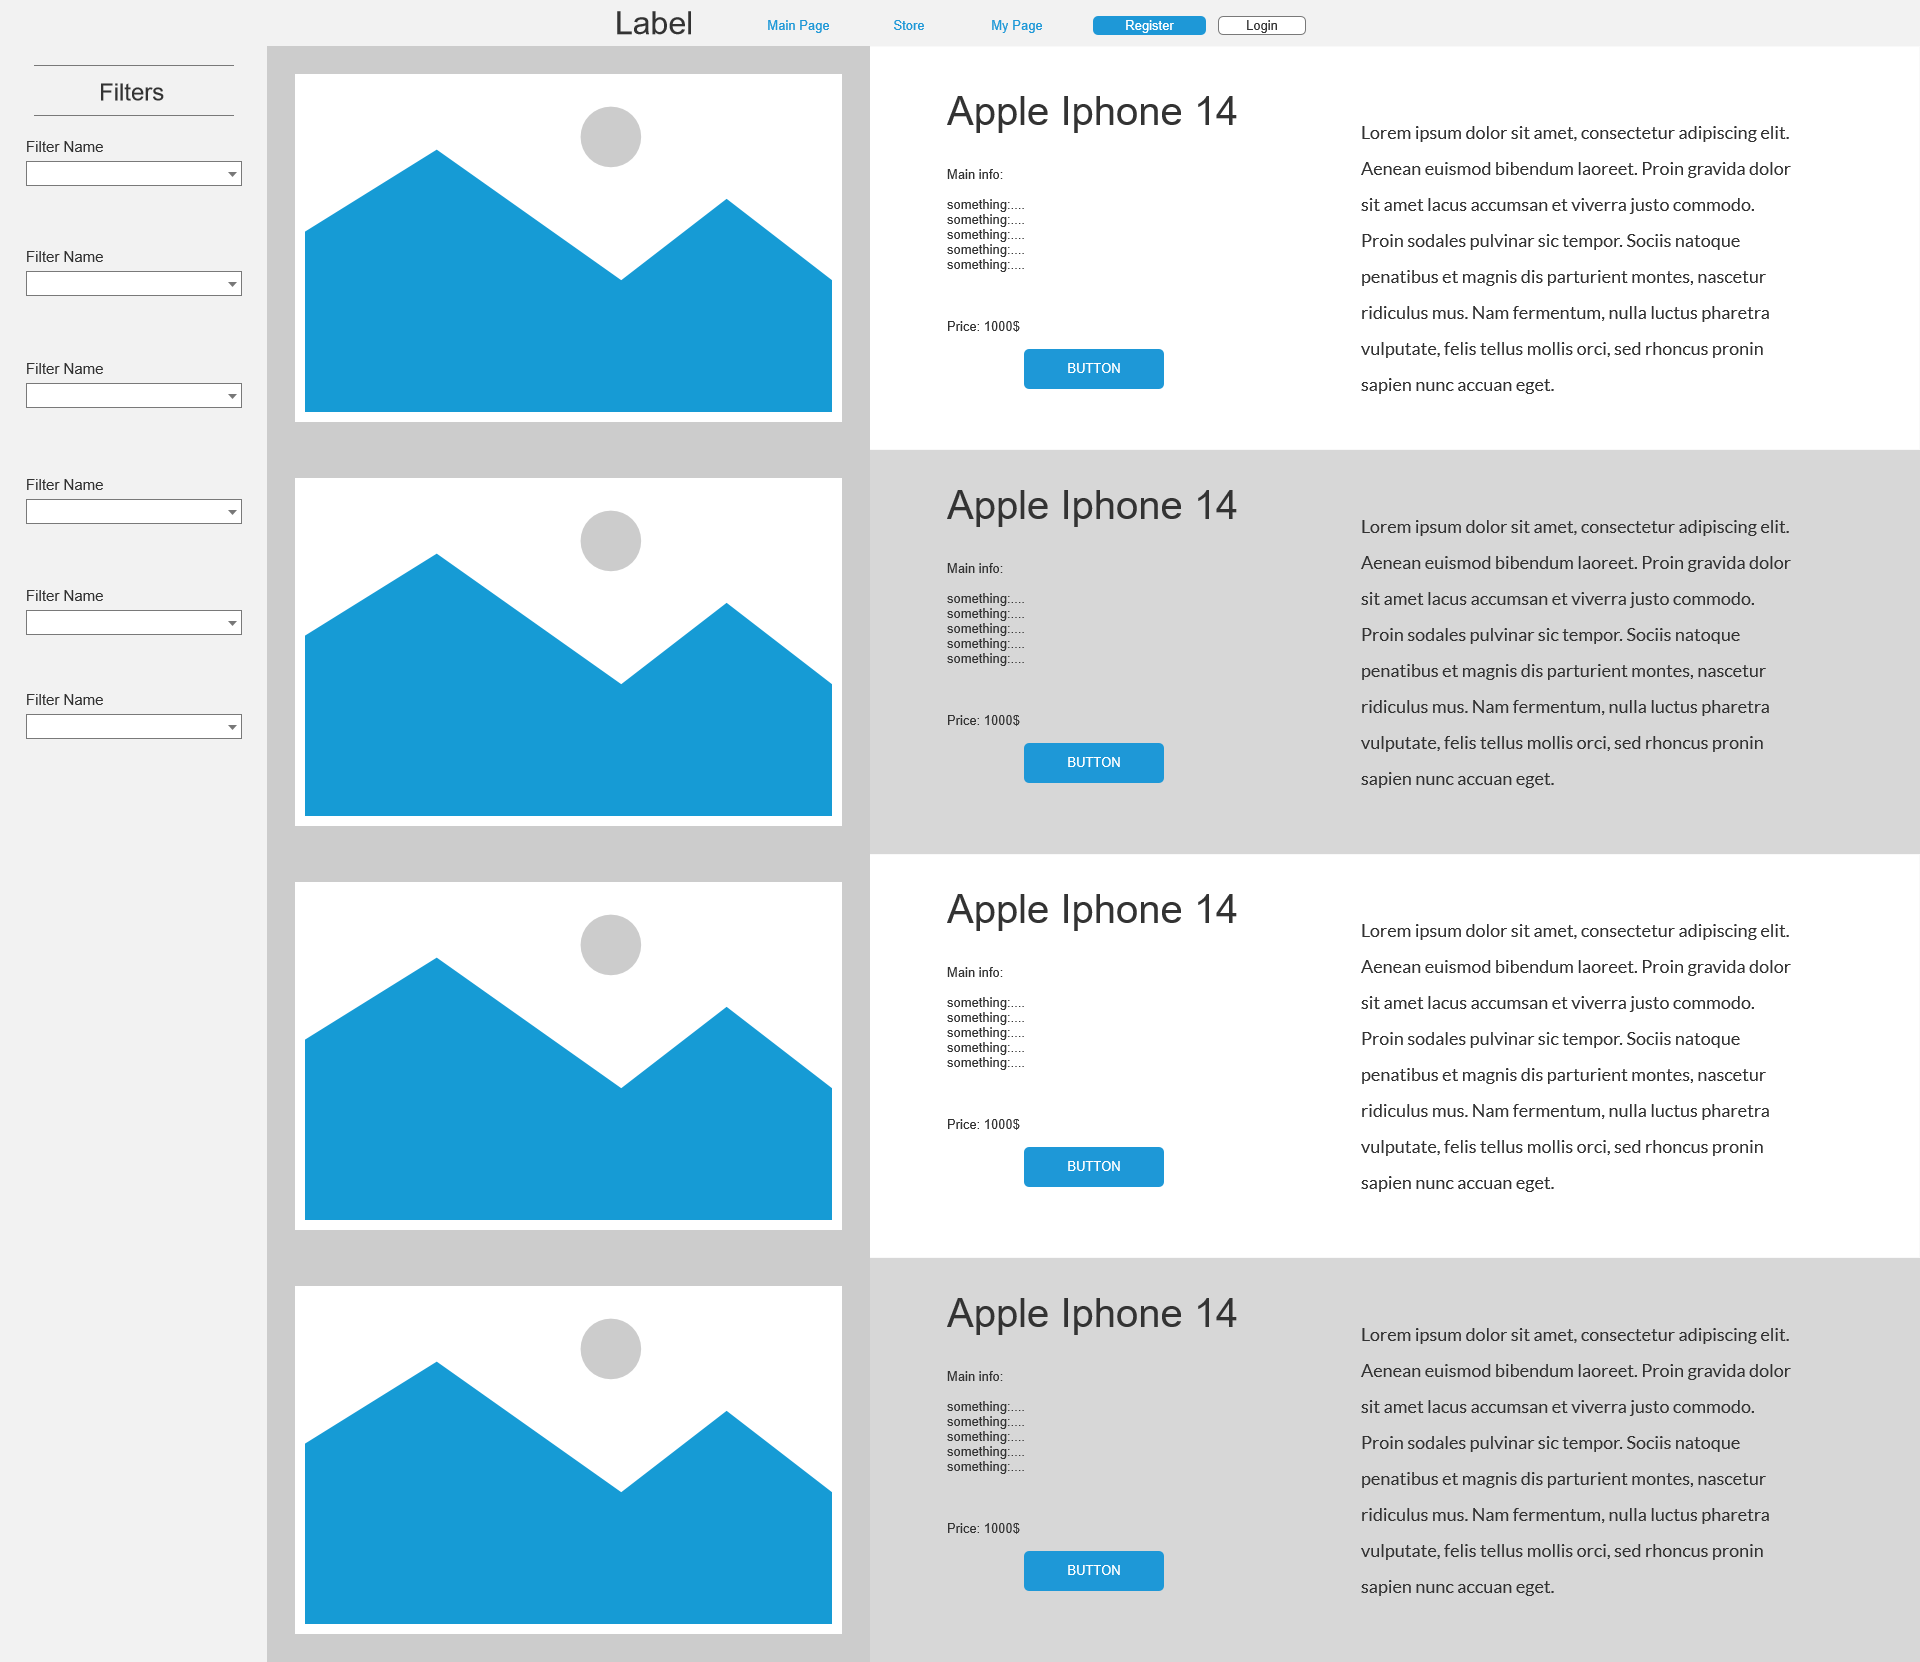 Label
Main Page
Store
My Page
Register
Login
Filters
Filter Name
Filter Name
Filter Name
Filter Name
Filter Name
Filter Name
Apple Iphone 14
Main info:
something:....
something:....
something:....
something:....
something:....
Price: 1000$
BUTTON
Lorem ipsum dolor sit amet, consectetur adipiscing elit.
Aenean euismod bibendum laoreet. Proin gravida dolor
sit amet lacus accumsan et viverra justo commodo.
Proin sodales pulvinar sic tempor. Sociis natoque
penatibus et magnis dis parturient montes, nascetur
ridiculus mus. Nam fermentum, nulla luctus pharetra
vulputate, felis tellus mollis orci, sed rhoncus pronin
sapien nunc accuan eget.
Apple Iphone 14
Main info:
something:....
something:....
something:....
something:....
something:....
Price: 1000$
BUTTON
Lorem ipsum dolor sit amet, consectetur adipiscing elit.
Aenean euismod bibendum laoreet. Proin gravida dolor
sit amet lacus accumsan et viverra justo commodo.
Proin sodales pulvinar sic tempor. Sociis natoque
penatibus et magnis dis parturient montes, nascetur
ridiculus mus. Nam fermentum, nulla luctus pharetra
vulputate, felis tellus mollis orci, sed rhoncus pronin
sapien nunc accuan eget.
Apple Iphone 14
Main info:
something:....
something:....
something:....
something:....
something:....
Price: 1000$
BUTTON
Lorem ipsum dolor sit amet, consectetur adipiscing elit.
Aenean euismod bibendum laoreet. Proin gravida dolor
sit amet lacus accumsan et viverra justo commodo.
Proin sodales pulvinar sic tempor. Sociis natoque
penatibus et magnis dis parturient montes, nascetur
ridiculus mus. Nam fermentum, nulla luctus pharetra
vulputate, felis tellus mollis orci, sed rhoncus pronin
sapien nunc accuan eget.
Apple Iphone 14
Main info:
something:....
something:....
something:....
something:....
something:....
Price: 1000$
BUTTON
Lorem ipsum dolor sit amet, consectetur adipiscing elit.
Aenean euismod bibendum laoreet. Proin gravida dolor
sit amet lacus accumsan et viverra justo commodo.
Proin sodales pulvinar sic tempor. Sociis natoque
penatibus et magnis dis parturient montes, nascetur
ridiculus mus. Nam fermentum, nulla luctus pharetra
vulputate, felis tellus mollis orci, sed rhoncus pronin
sapien nunc accuan eget.